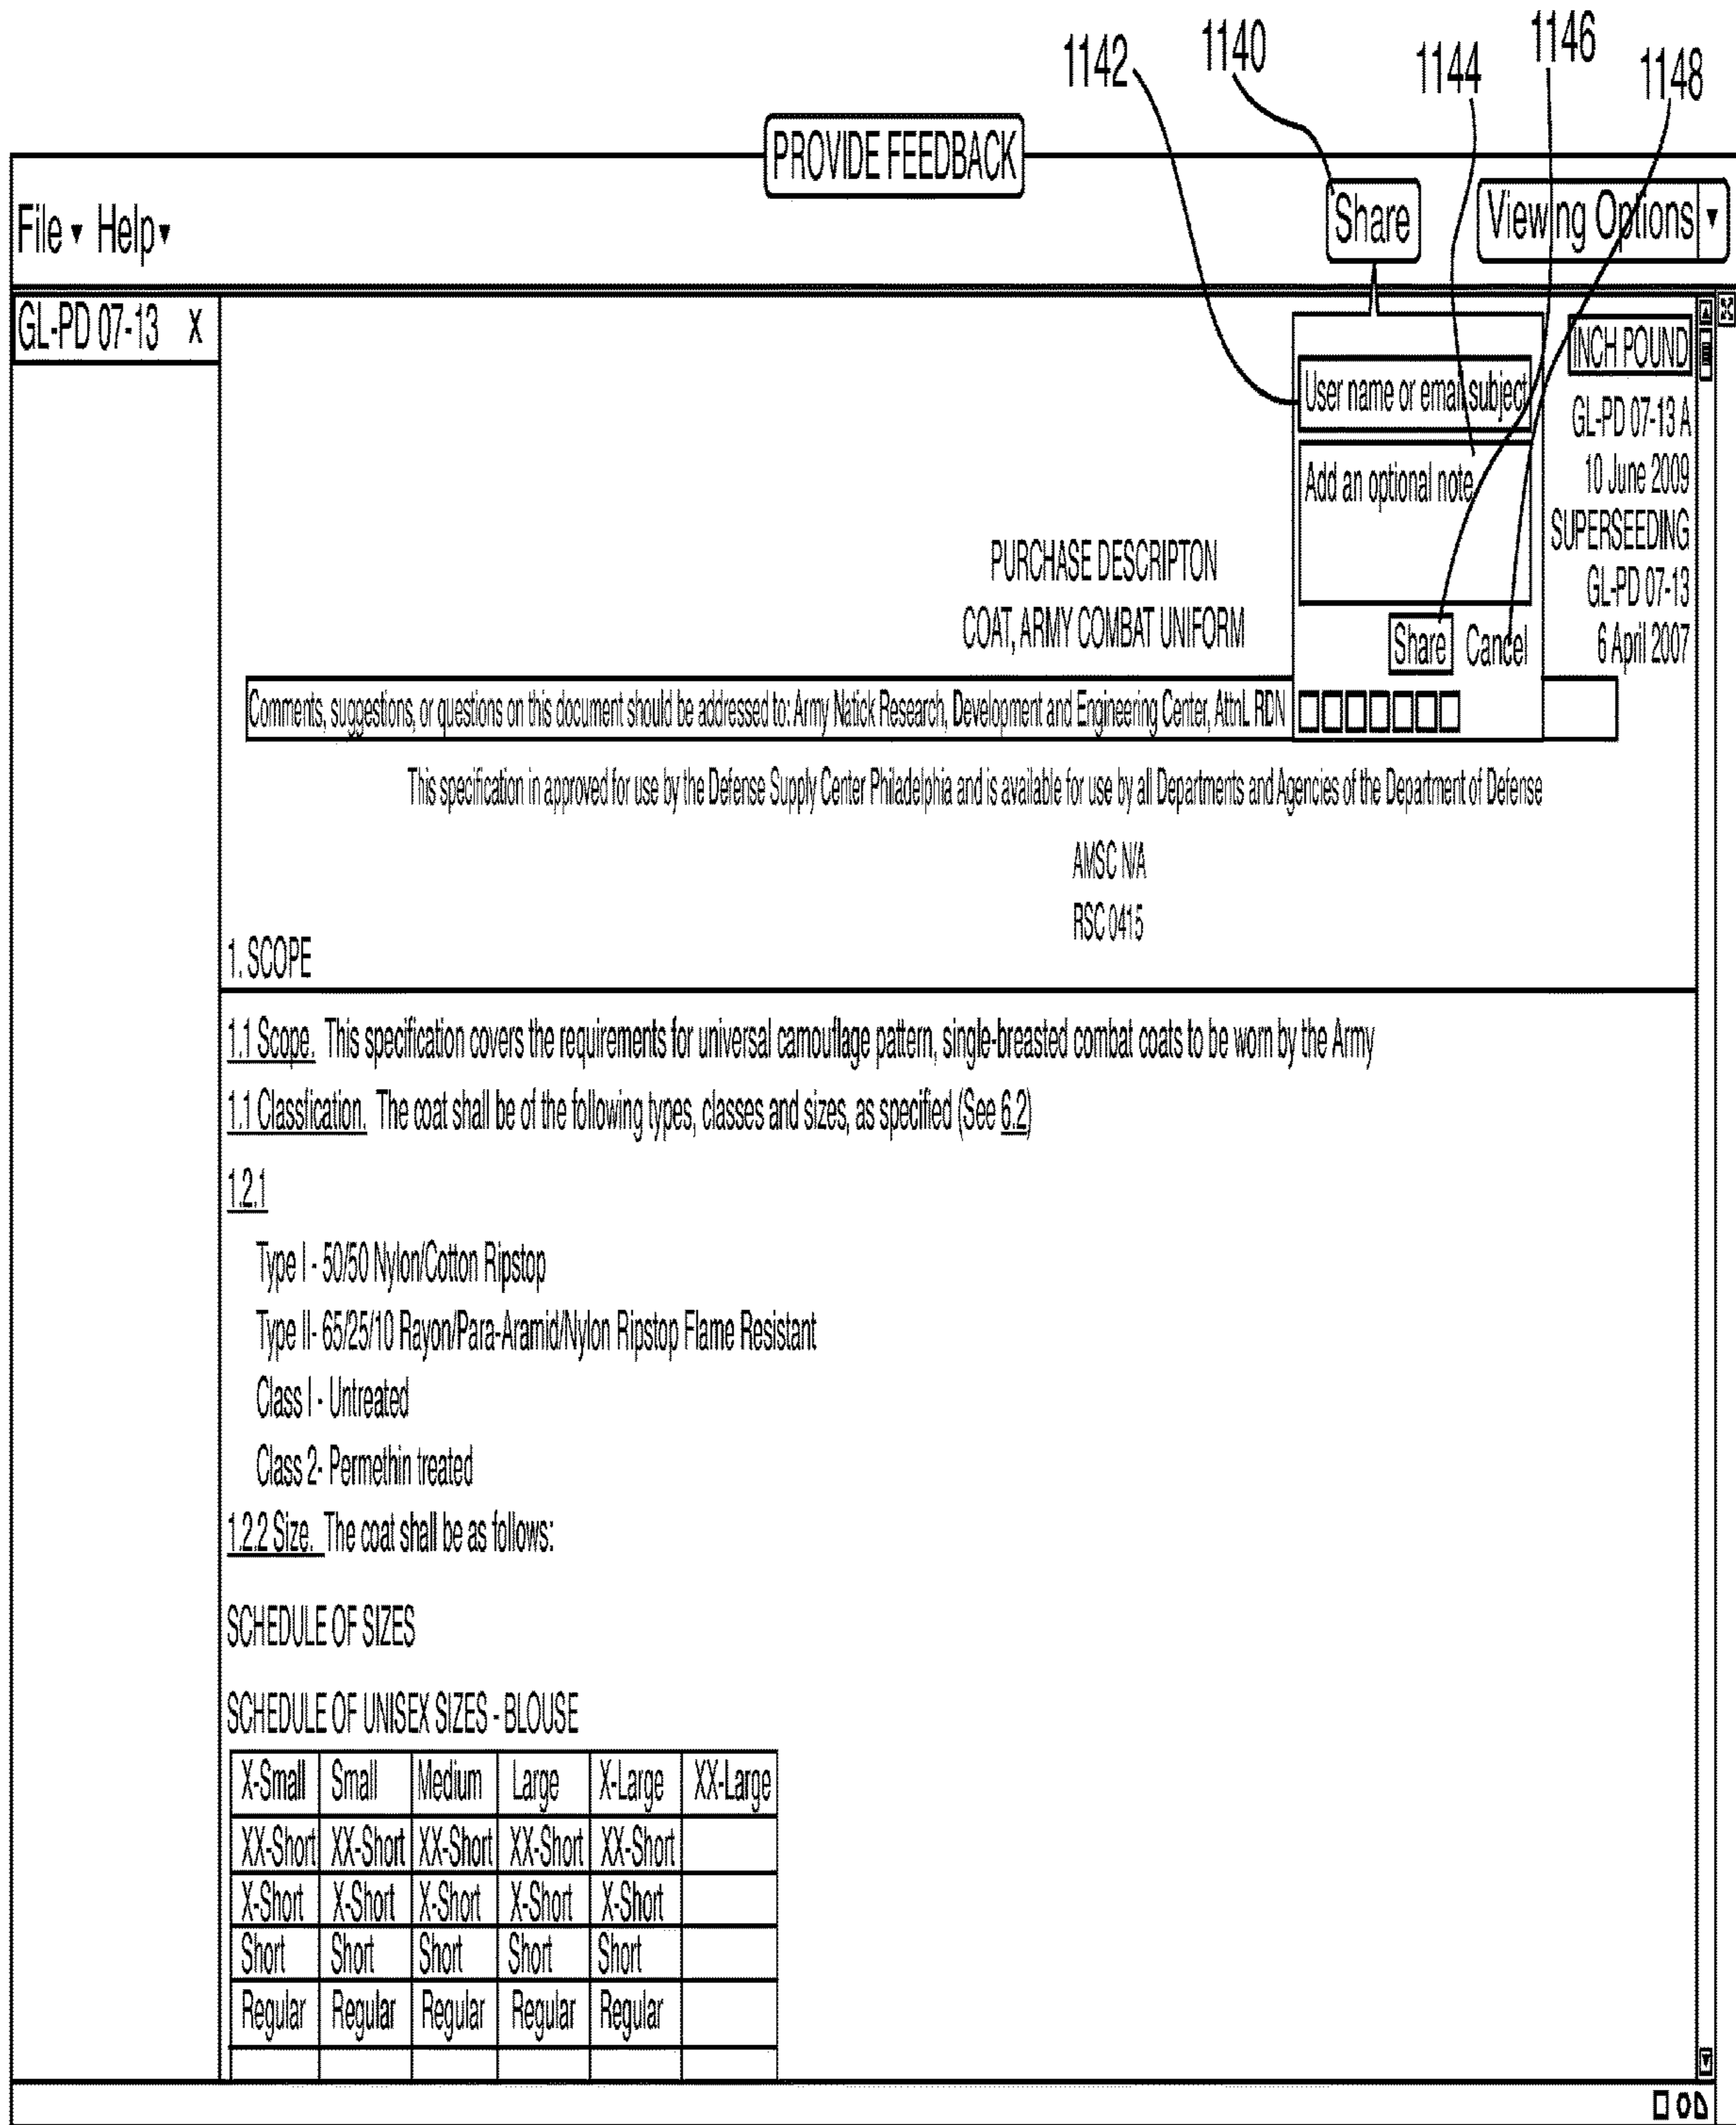 1142 1140 1144 1146 1148
PROVIDE FEEDBACK
File ▾ Help ▾
Share
Viewing Options ▾
GL-PD 07-13 X
User name or email subject
Add an optional note
Share Cancel
INCH POUND
GL-PD 07-13 A
10 June 2009
SUPERSEEDING
GL-PD 07-13
6 April 2007
PURCHASE DESCRIPTON
COAT, ARMY COMBAT UNIFORM
Comments, suggestions, or questions on this document should be addressed to: Army Natick Research, Development and Engineering Center, AttnL RDN
This specification in approved for use by the Defense Supply Center Philadelphia and is available for use by all Departments and Agencies of the Department of Defense
AMSC N/A
RSC 0415
1. SCOPE
1.1 Scope. This specification covers the requirements for universal camouflage pattern, single-breasted combat coats to be worn by the Army
1.1 Classfication. The coat shall be of the following types, classes and sizes, as specified (See 6.2)
1.2.1
Type I - 50/50 Nylon/Cotton Ripstop
Type II- 65/25/10 Rayon/Para-Aramid/Nylon Ripstop Flame Resistant
Class I - Untreated
Class 2- Permethin treated
1.2.2 Size. The coat shall be as follows:
SCHEDULE OF SIZES
SCHEDULE OF UNISEX SIZES - BLOUSE
X-Small Small Medium Large X-Large XX-Large
XX-Short XX-Short XX-Short XX-Short XX-Short
X-Short X-Short X-Short X-Short X-Short
Short Short Short Short Short
Regular Regular Regular Regular Regular